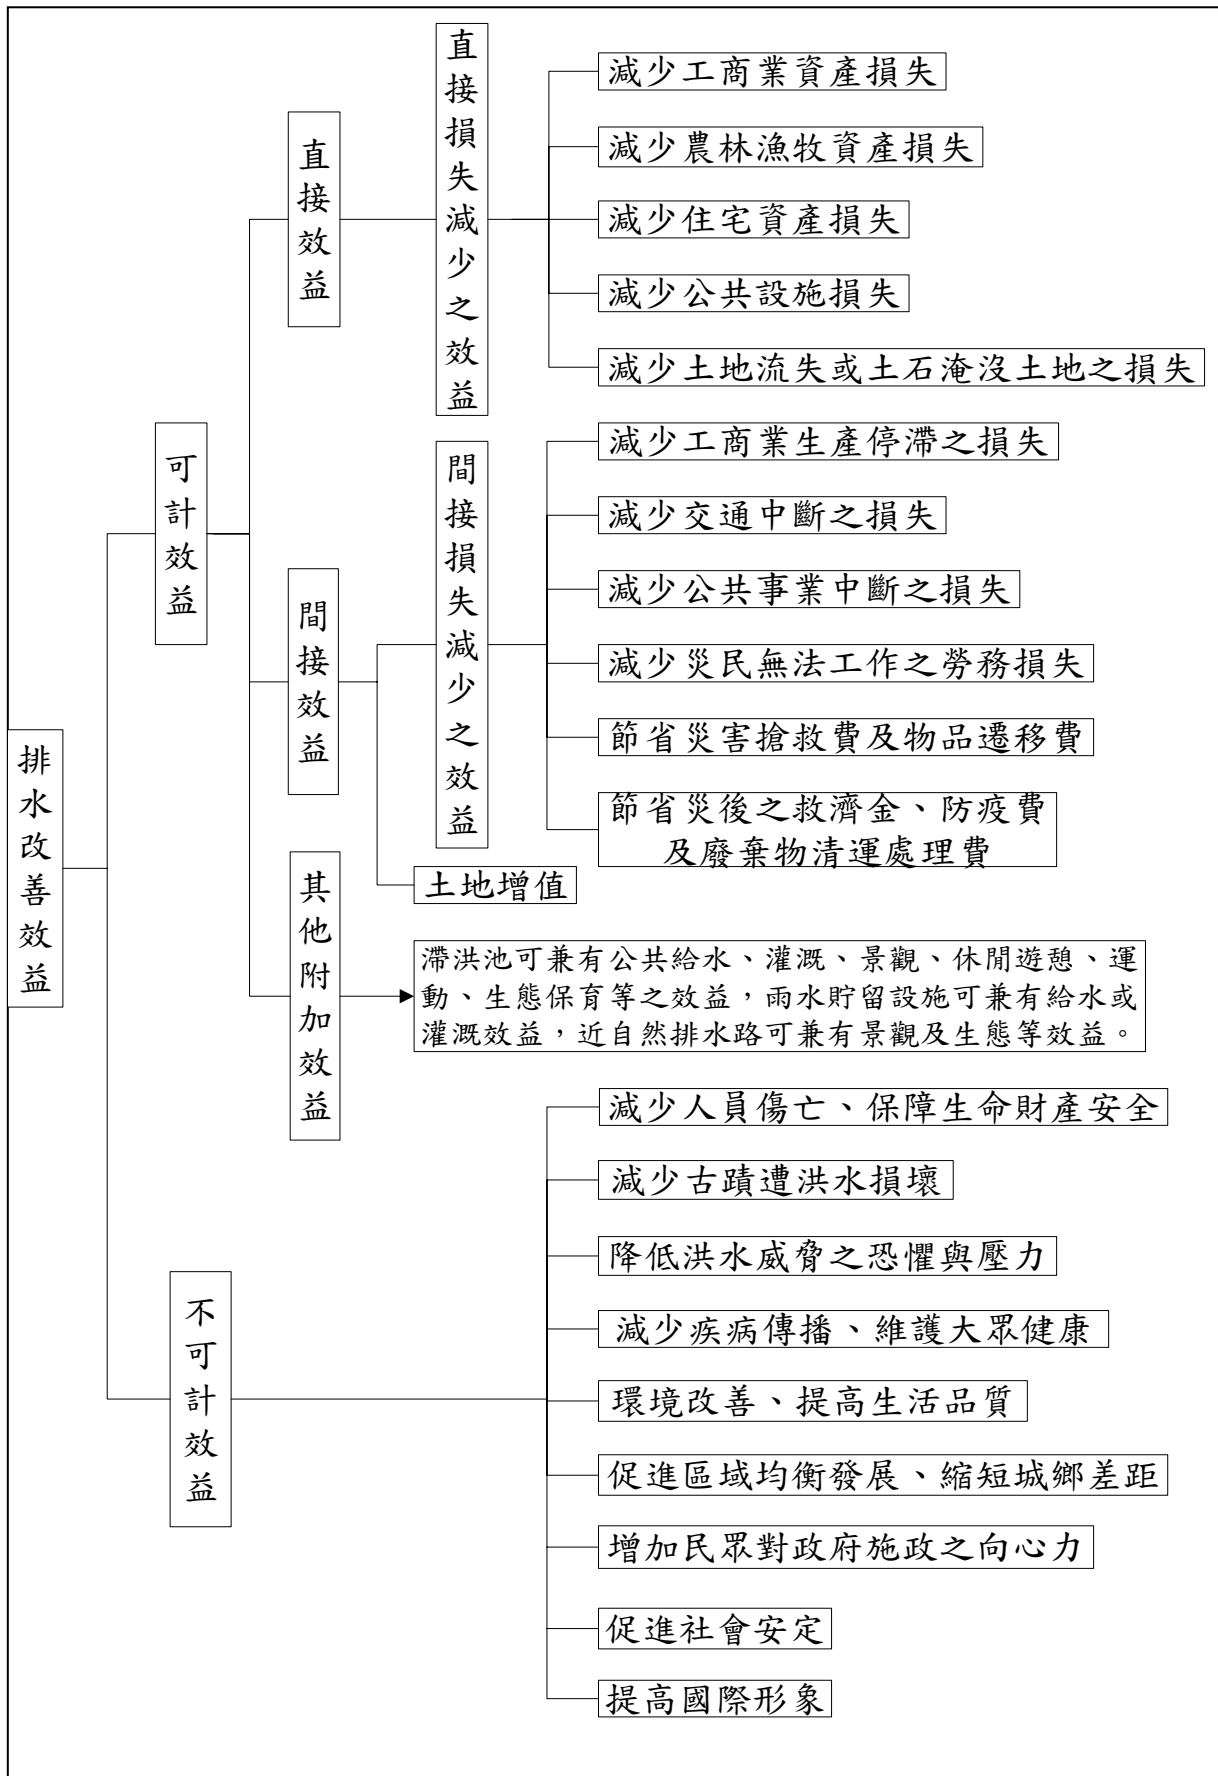 排水改善效益
可計效益
直接效益
直接損失減少之效益
減少工商業資產損失
減少農林漁牧資產損失
減少住宅資產損失
減少公共設施損失
減少土地流失或土石淹沒土地之損失
間接效益
間接損失減少之效益
減少工商業生產停滯之損失
減少交通中斷之損失
減少公共事業中斷之損失
減少災民無法工作之勞務損失
節省災害搶救費及物品遷移費
節省災後之救濟金、防疫費
及廢棄物清運處理費
土地增值
其他附加效益
滯洪池可兼有公共給水、灌溉、景觀、休閒遊憩、運
動、生態保育等之效益，雨水貯留設施可兼有給水或
灌溉效益，近自然排水路可兼有景觀及生態等效益。
不可計效益
減少人員傷亡、保障生命財產安全
減少古蹟遭洪水損壞
降低洪水威脅之恐懼與壓力
減少疾病傳播、維護大眾健康
環境改善、提高生活品質
促進區域均衡發展、縮短城鄉差距
增加民眾對政府施政之向心力
促進社會安定
提高國際形象